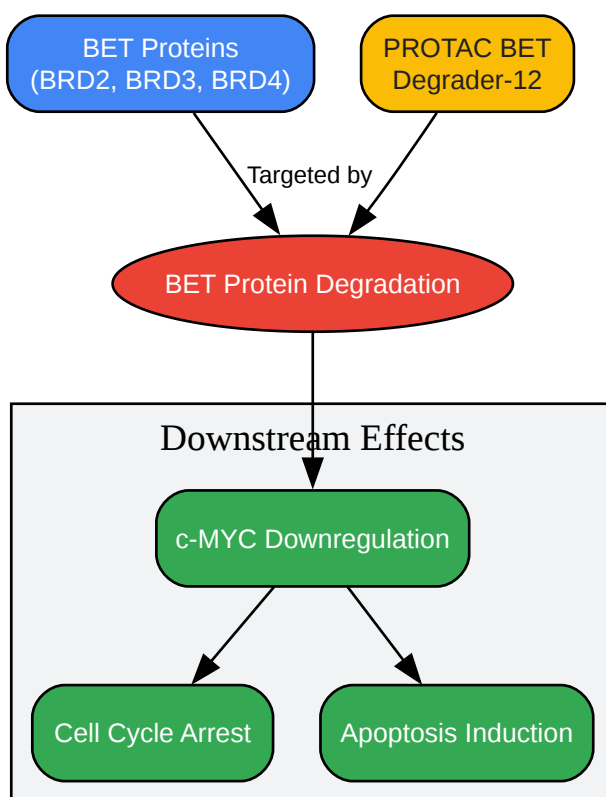 BET Proteins
(BRD2, BRD3, BRD4)
PROTAC BET
Degrader-12
Targeted by
BET Protein Degradation
Downstream Effects
c-MYC Downregulation
Cell Cycle Arrest
Apoptosis Induction